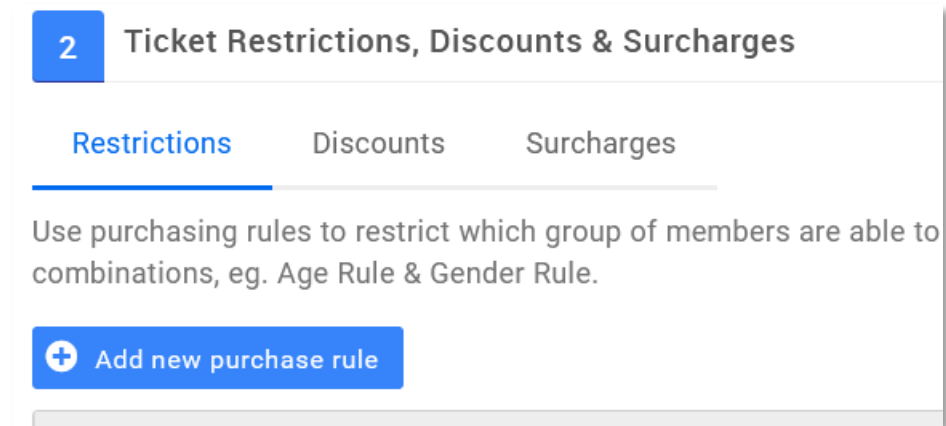 2 Ticket Restrictions, Discounts & Surcharges
Restrictions Discounts Surcharges
Use purchasing rules to restrict which group of members are able to
combinations, eg. Age Rule & Gender Rule.
Add new purchase rule